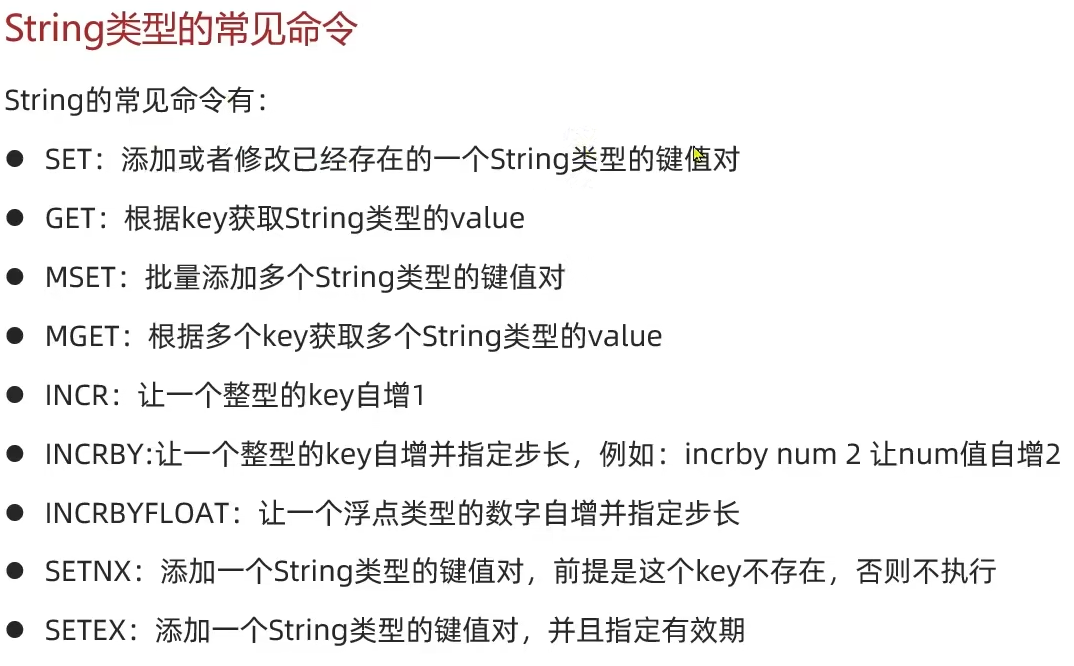 String类型的常见命令
String的常见命令有：
● SET：添加或者修改已经存在的一个String类型的键值对
● GET：根据key获取String类型的value
● MSET：批量添加多个String类型的键值对
● MGET：根据多个key获取多个String类型的value
● INCR：让一个整型的key自增1
● INCRBY:让一个整型的key自增并指定步长，例如：incrby num 2 让num值自增2
● INCRBYFLOAT：让一个浮点类型的数字自增并指定步长
● SETNX：添加一个String类型的键值对，前提是这个key不存在，否则不执行
● SETEX：添加一个String类型的键值对，并且指定有效期